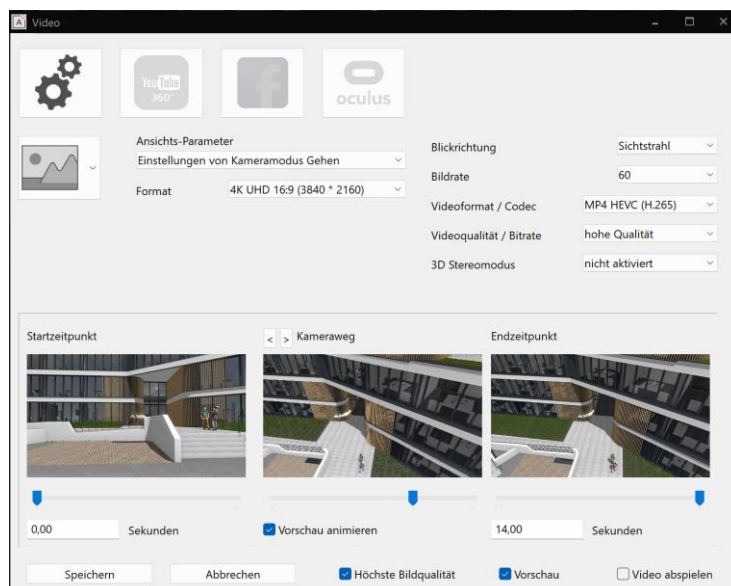 A Video
YouTube
360°
oculus
Ansichts-Parameter
Einstellungen von Kameramodus Gehen
Format 4K UHD 16:9 (3840 * 2160)
Blickrichtung Sichtstrahl
Bildrate 60
Videoformat / Codec MP4 HEVC (H.265)
Videoqualität / Bitrate hohe Qualität
3D Stereomodus nicht aktiviert
Startzeitpunkt < > Kameraweg Endzeitpunkt
0,00 Sekunden Vorschau animieren 14,00 Sekunden
Speichern Abbrechen Höchste Bildqualität Vorschau Video abspielen